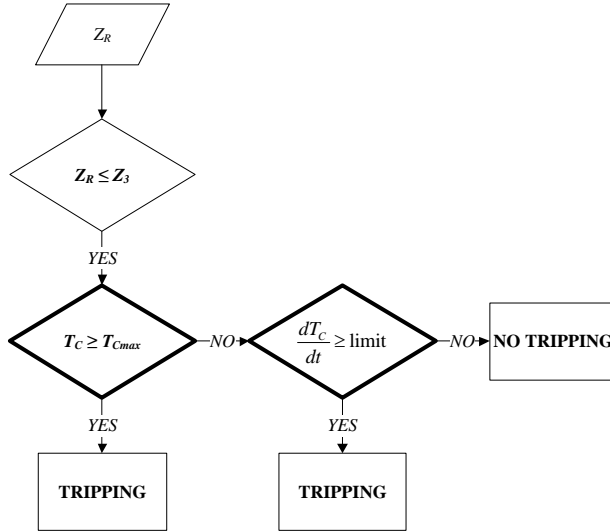 Z_R
Z_R ≤ Z_3
YES
T_C ≥ T_Cmax
NO
dT_C/dt ≥ limit
NO
NO TRIPPING
YES
YES
TRIPPING
TRIPPING